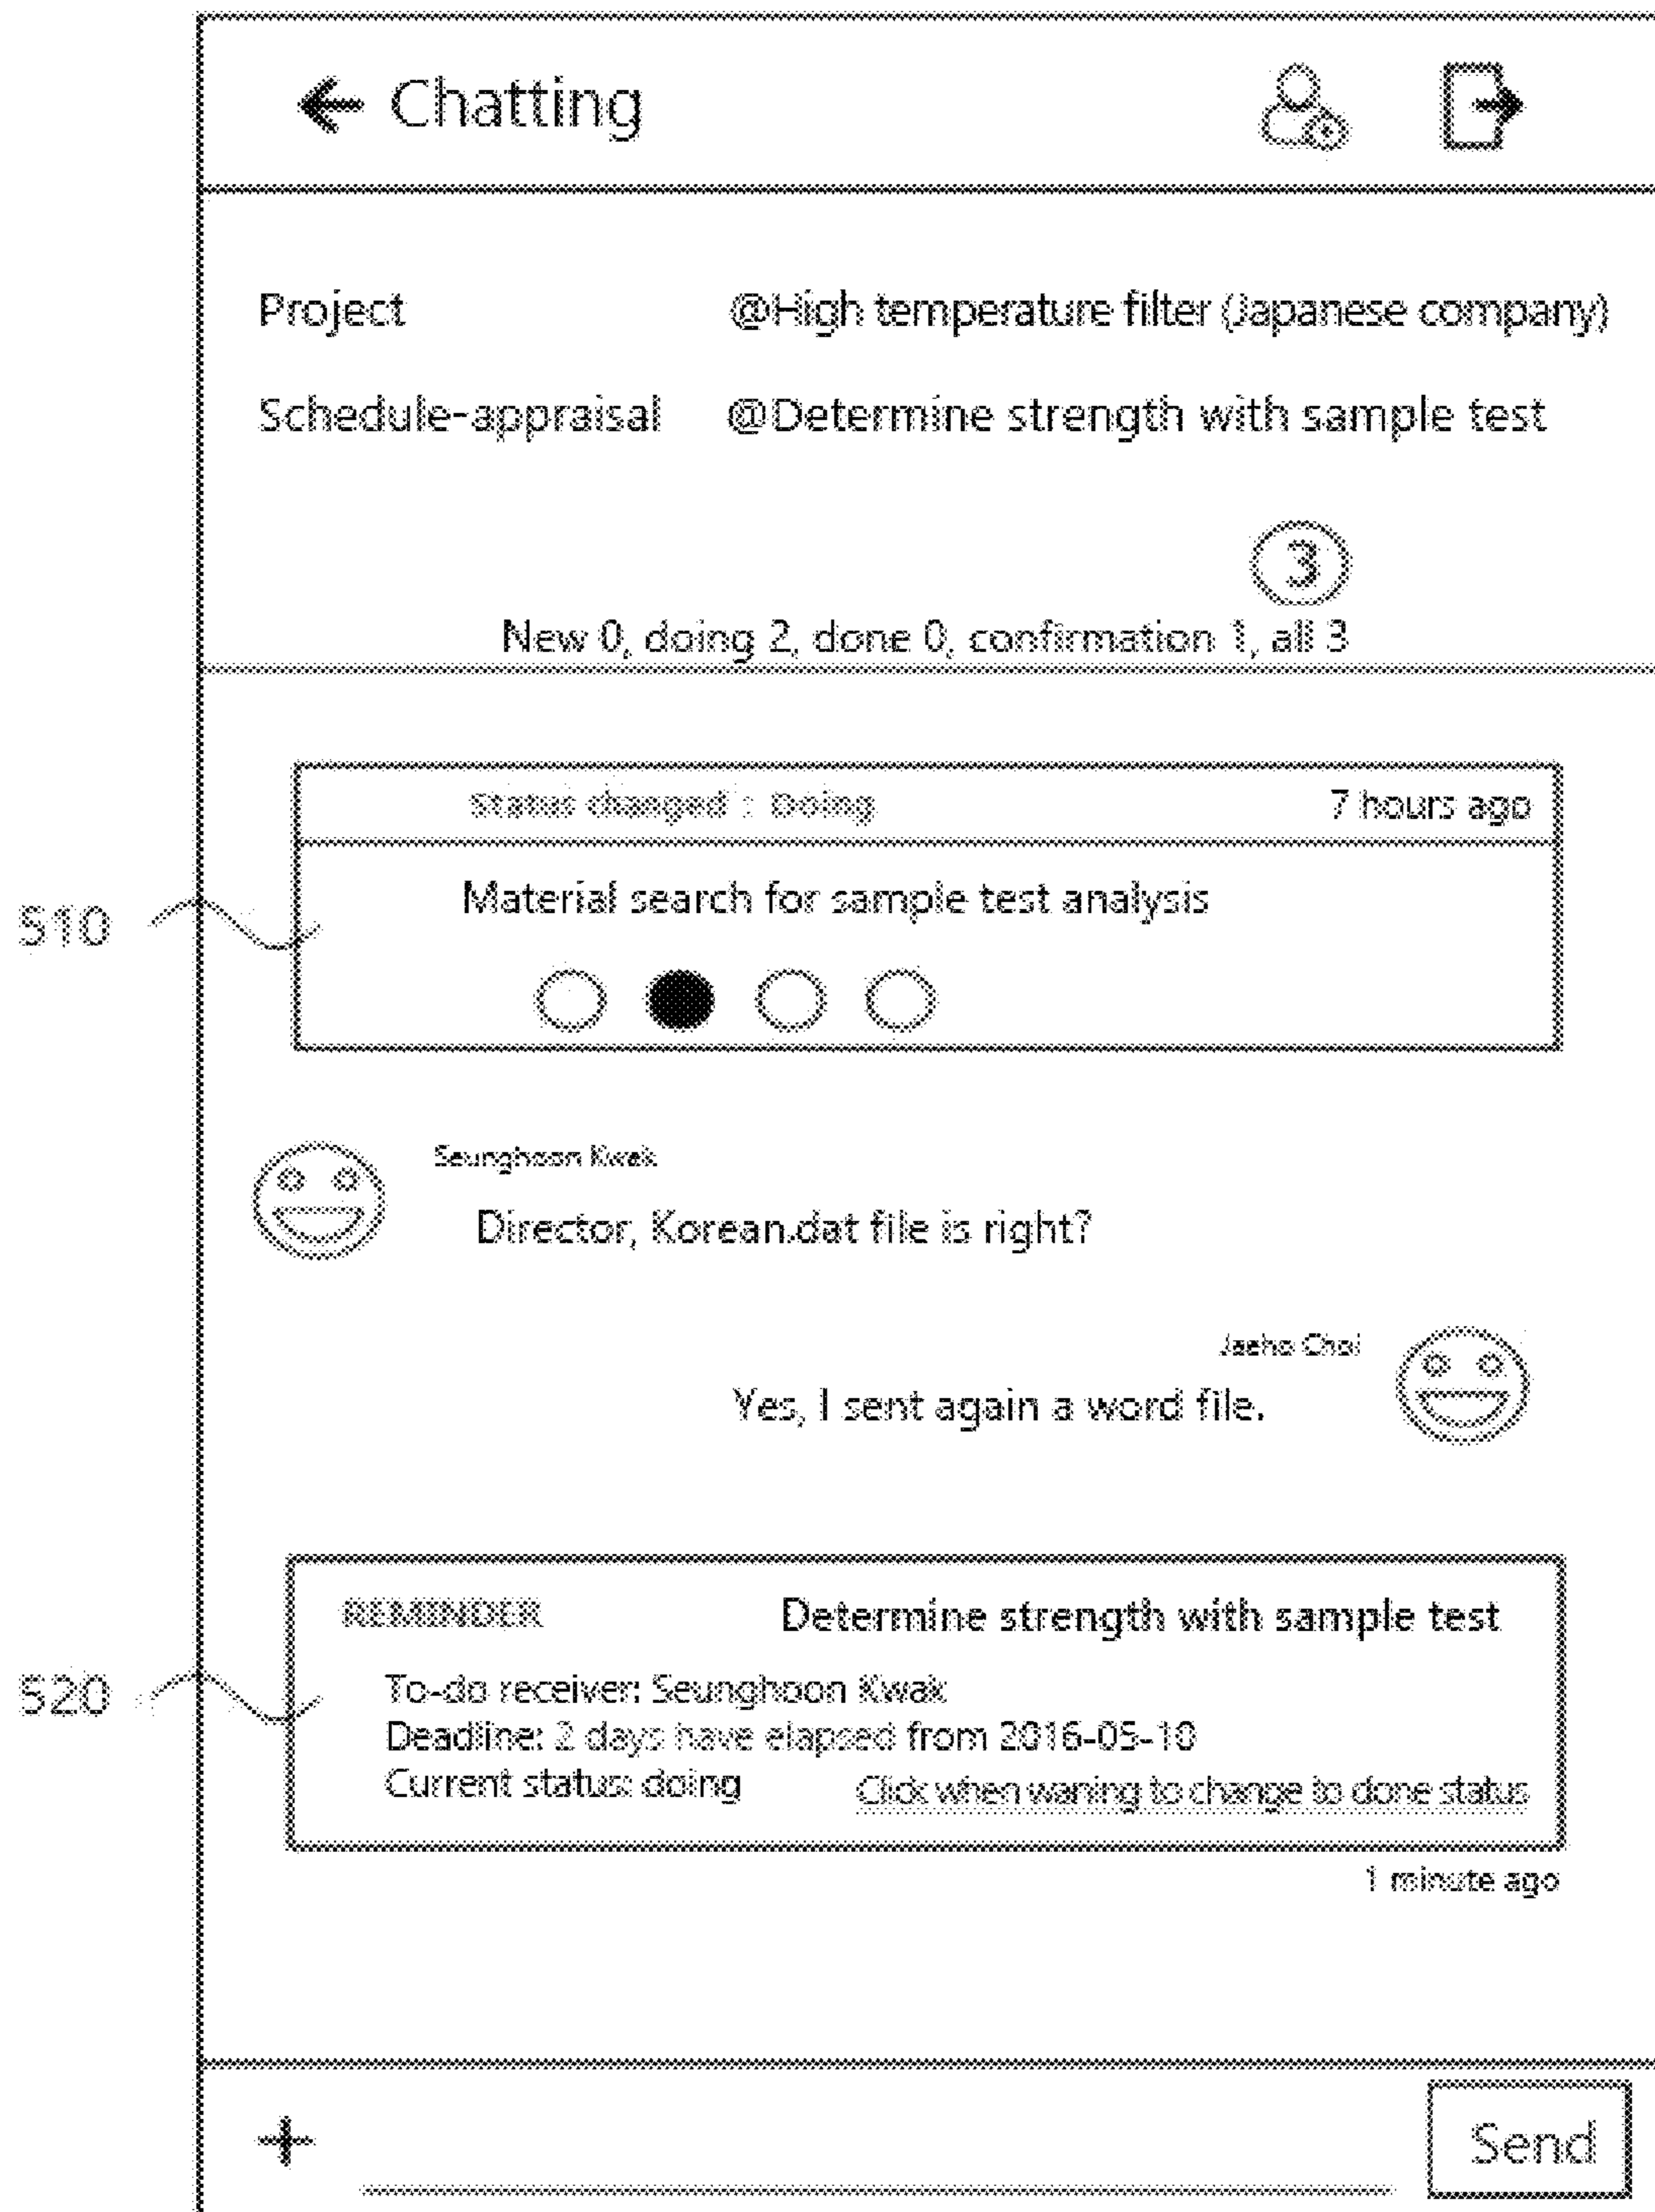 ← Chatting
Project @High temperature filter (Japanese company)
Schedule-appraisal @Determine strength with sample test
3
New 0, doing 2, done 0, confirmation 1, all 3
Status changed : Doing 7 hours ago
510
Material search for sample test analysis
Seunghoon Kwak
Director, Korean.dat file is right?
Jaeho Choi
Yes, I sent again a word file.
REMINDER Determine strength with sample test
520
To-do receiver: Seunghoon Kwak
Deadline: 2 days have elapsed from 2016-05-10
Current status: doing Click when waning to change to done status
1 minute ago
+ Send